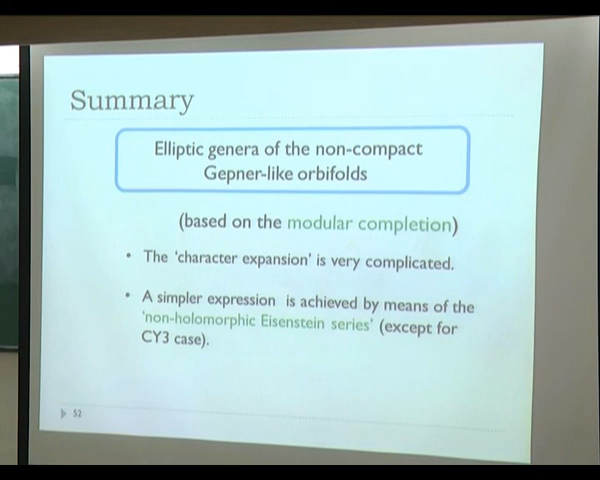 Summary
Elliptic genera of the non-compact
Gepner-like orbifolds
(based on the modular completion)
• The 'character expansion' is very complicated.
• A simpler expression is achieved by means of the
'non-holomorphic Eisenstein series' (except for
CY3 case).
52